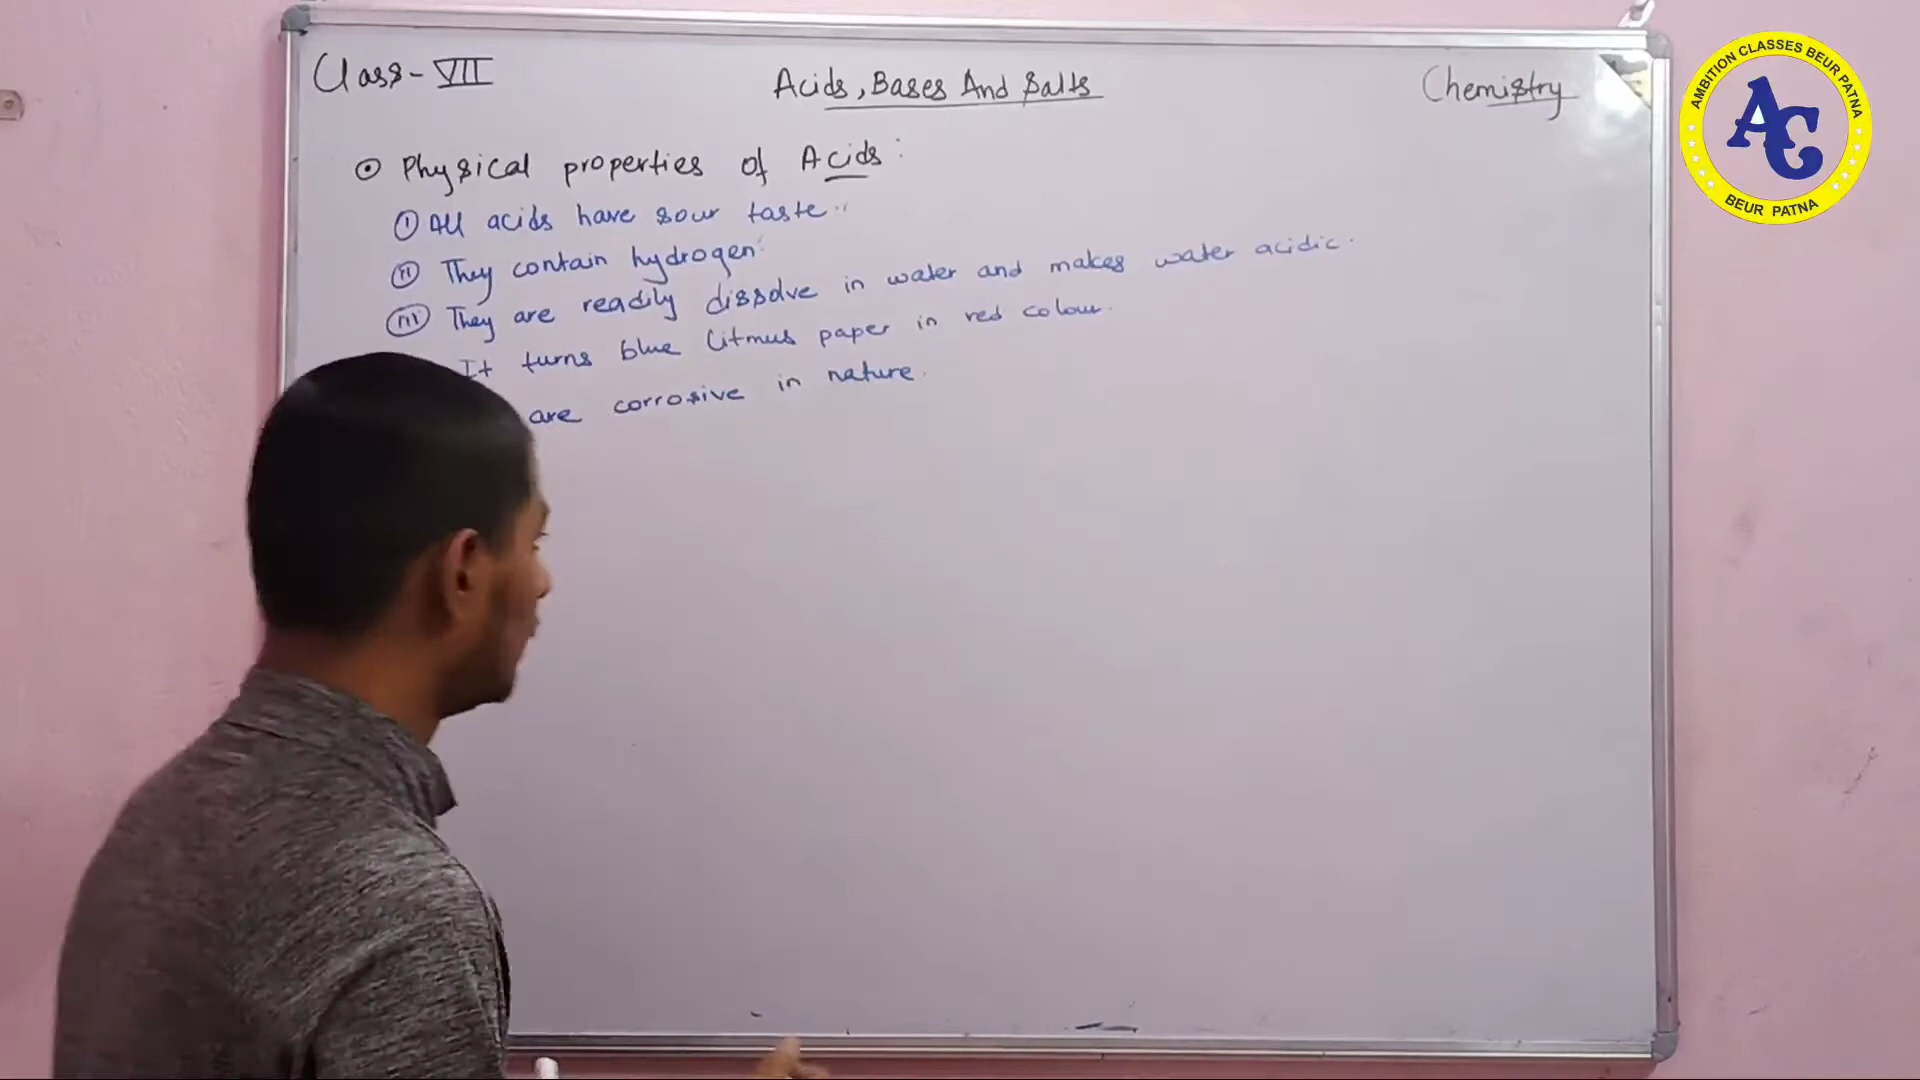 Class - VII
Acids, Bases And Salts
Chemistry
Physical properties of Acids :
(i) All acids have sour taste.
(ii) They contain hydrogen.
(iii) They are readily dissolve in water and makes water acidic.
It turns blue litmus paper in red colour.
are corrosive in nature.
AMBITION CLASSES BEUR PATNA
AC
BEUR PATNA